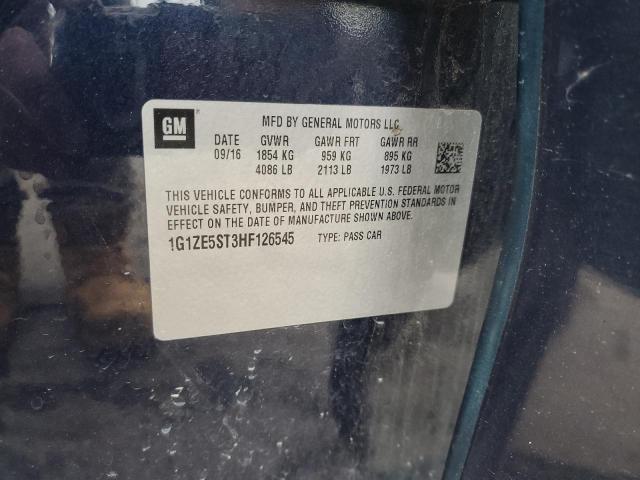 GM MFD BY GENERAL MOTORS LLC
DATE GVWR GAWR FRT GAWR RR
09/16 1854 KG 959 KG 895 KG
4086 LB 2113 LB 1973 LB
THIS VEHICLE CONFORMS TO ALL APPLICABLE U.S. FEDERAL MOTOR
VEHICLE SAFETY, BUMPER, AND THEFT PREVENTION STANDARDS IN
EFFECT ON THE DATE OF MANUFACTURE SHOWN ABOVE.
1G1ZE5ST3HF126545 TYPE: PASS CAR